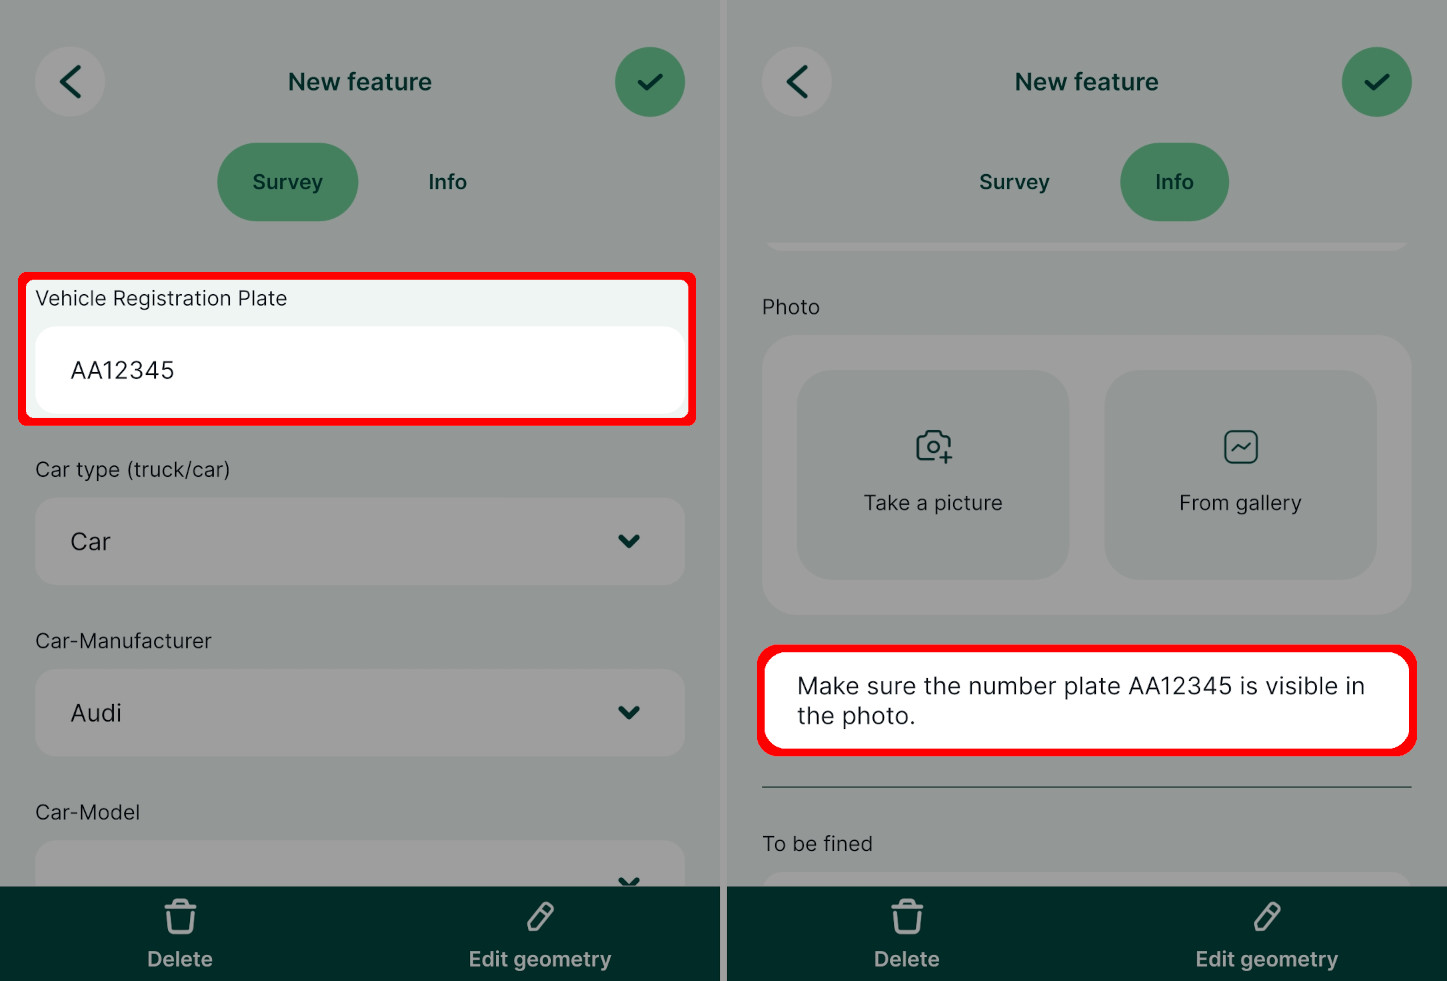 New feature
Survey
Info
Vehicle Registration Plate
AA12345
Car type (truck/car)
Car
Car-Manufacturer
Audi
Car-Model
Delete
Edit geometry
New feature
Survey
Info
Photo
Take a picture
From gallery
Make sure the number plate AA12345 is visible in
the photo.
To be fined
Delete
Edit geometry